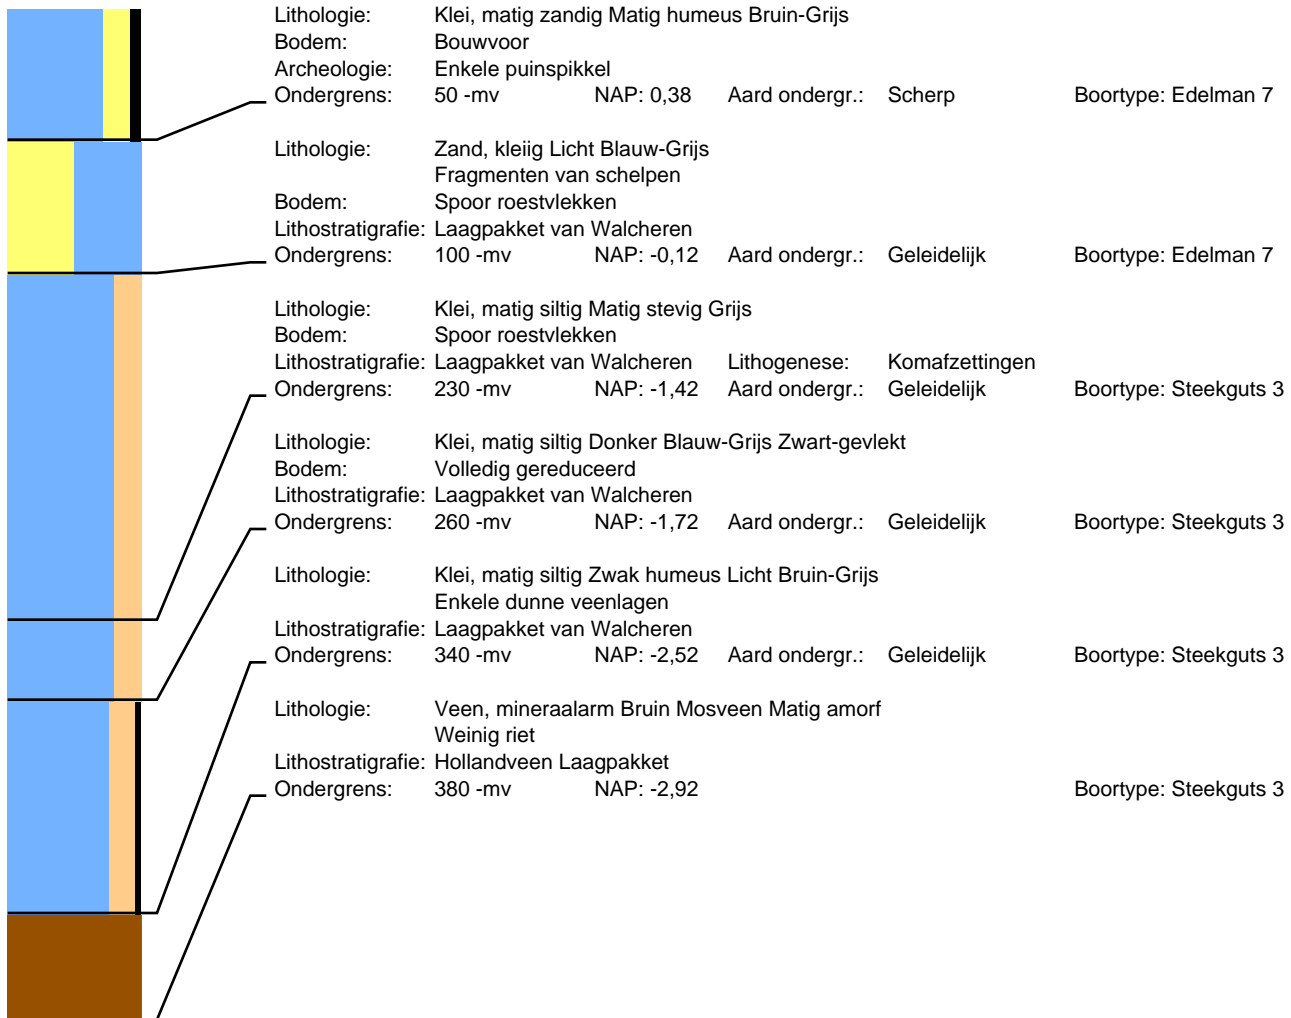 Lithologie: Klei, matig zandig Matig humeus Bruin-Grijs
Bodem: Bouwvoor
Archeologie: Enkele puinspikkel
Ondergrens: 50 -mv NAP: 0,38 Aard ondergr.: Scherp Boortype: Edelman 7
Lithologie: Zand, kleiig Licht Blauw-Grijs
Fragmenten van schelpen
Bodem: Spoor roestvlekken
Lithostratigrafie: Laagpakket van Walcheren
Ondergrens: 100 -mv NAP: -0,12 Aard ondergr.: Geleidelijk Boortype: Edelman 7
Lithologie: Klei, matig siltig Matig stevig Grijs
Bodem: Spoor roestvlekken
Lithostratigrafie: Laagpakket van Walcheren Lithogenese: Komafzettingen
Ondergrens: 230 -mv NAP: -1,42 Aard ondergr.: Geleidelijk Boortype: Steekguts 3
Lithologie: Klei, matig siltig Donker Blauw-Grijs Zwart-gevlekt
Bodem: Volledig gereduceerd
Lithostratigrafie: Laagpakket van Walcheren
Ondergrens: 260 -mv NAP: -1,72 Aard ondergr.: Geleidelijk Boortype: Steekguts 3
Lithologie: Klei, matig siltig Zwak humeus Licht Bruin-Grijs
Enkele dunne veenlagen
Lithostratigrafie: Laagpakket van Walcheren
Ondergrens: 340 -mv NAP: -2,52 Aard ondergr.: Geleidelijk Boortype: Steekguts 3
Lithologie: Veen, mineraalarm Bruin Mosveen Matig amorf
Weinig riet
Lithostratigrafie: Hollandveen Laagpakket
Ondergrens: 380 -mv NAP: -2,92 Boortype: Steekguts 3